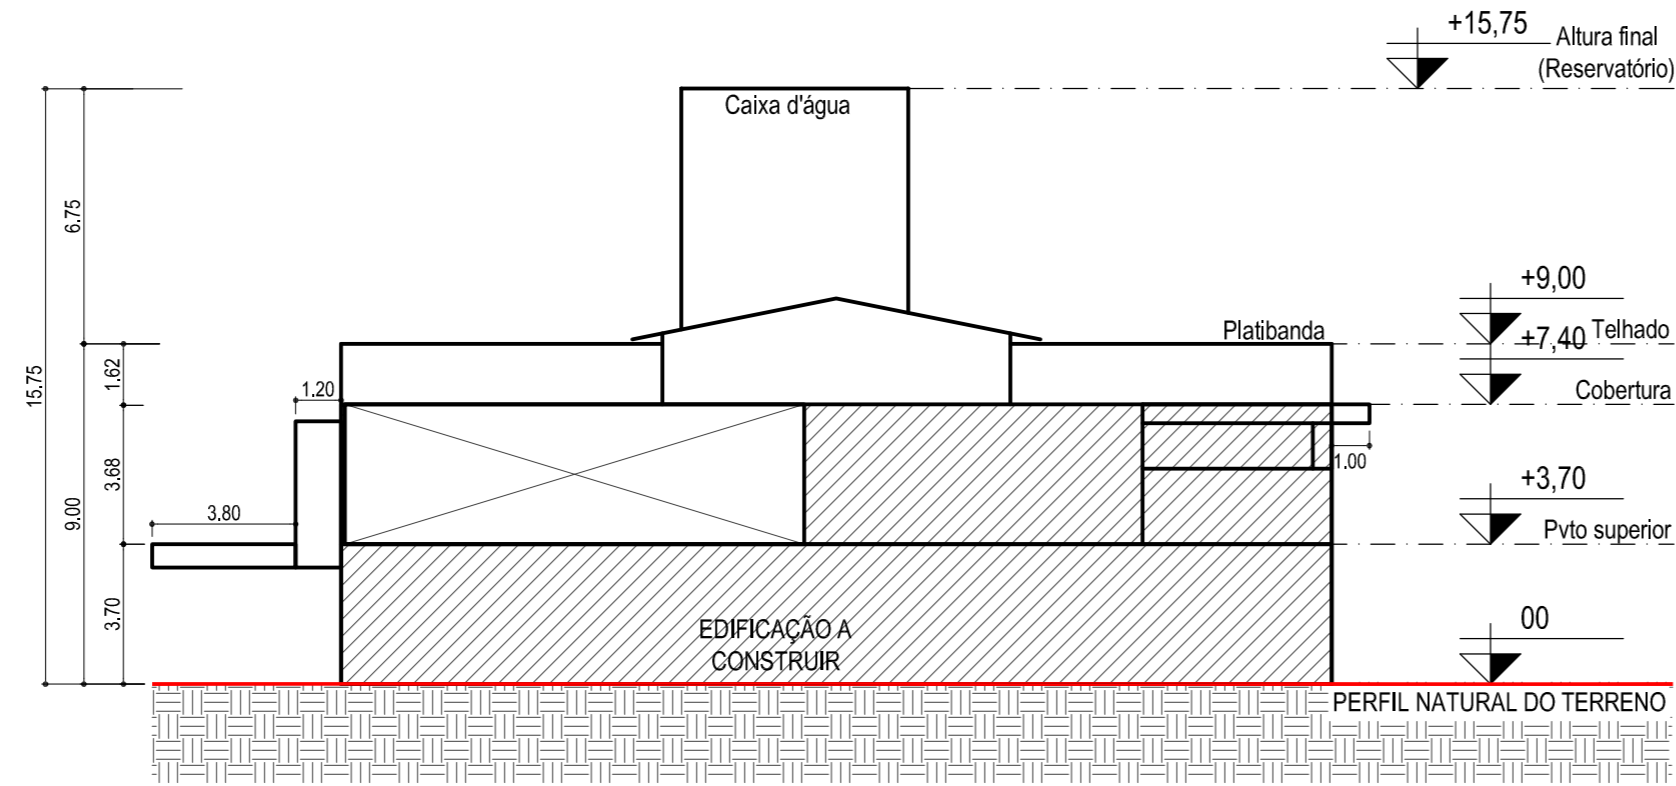 +15,75
Altura final
(Reservatório)
Caixa d'água
6.75
+9,00
Platibanda
Telhado
+7,40
15.75
1.62
1.20
Cobertura
3.68
1.00
9.00
+3,70
3.80
Pvto superior
3.70
EDIFICAÇÃO A
CONSTRUIR
00
PERFIL NATURAL DO TERRENO